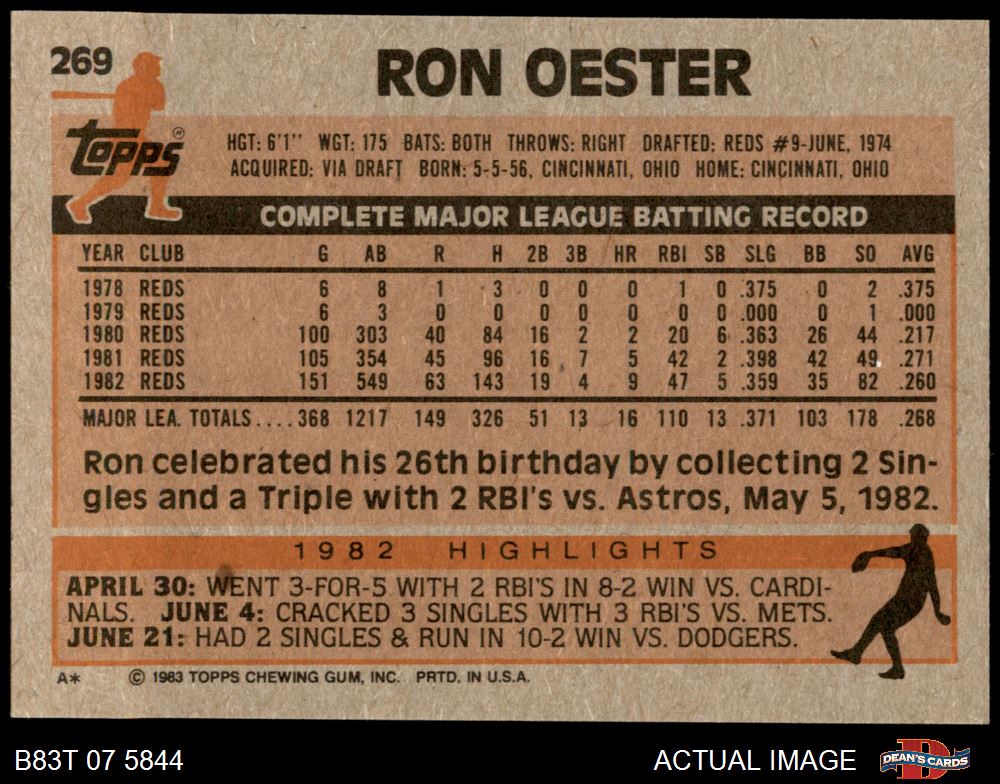 269
RON OESTER
Topps
HGT: 6'1'' WGT: 175 BATS: BOTH THROWS: RIGHT DRAFTED: REDS #9-JUNE, 1974
ACQUIRED: VIA DRAFT BORN: 5-5-56, CINCINNATI, OHIO HOME: CINCINNATI, OHIO
COMPLETE MAJOR LEAGUE BATTING RECORD
YEAR CLUB G AB R H 2B 3B HR RBI SB SLG BB SO AVG
1978 REDS 6 8 1 3 0 0 0 1 0 .375 0 2 .375
1979 REDS 6 3 0 0 0 0 0 0 0 .000 0 1 .000
1980 REDS 100 303 40 84 16 2 2 20 6 .363 26 44 .217
1981 REDS 105 354 45 96 16 7 5 42 2 .398 42 49 .271
1982 REDS 151 549 63 143 19 4 9 47 5 .359 35 82 .260
MAJOR LEA. TOTALS....368 1217 149 326 51 13 16 110 13 .371 103 178 .268
Ron celebrated his 26th birthday by collecting 2 Sin-
gles and a Triple with 2 RBI's vs. Astros, May 5, 1982.
1982 HIGHLIGHTS
APRIL 30: WENT 3-FOR-5 WITH 2 RBI'S IN 8-2 WIN VS. CARDI-
NALS. JUNE 4: CRACKED 3 SINGLES WITH 3 RBI'S VS. METS.
JUNE 21: HAD 2 SINGLES & RUN IN 10-2 WIN VS. DODGERS.
A* © 1983 TOPPS CHEWING GUM, INC. PRTD. IN U.S.A.
B83T 07 5844 ACTUAL IMAGE DEAN'S CARDS